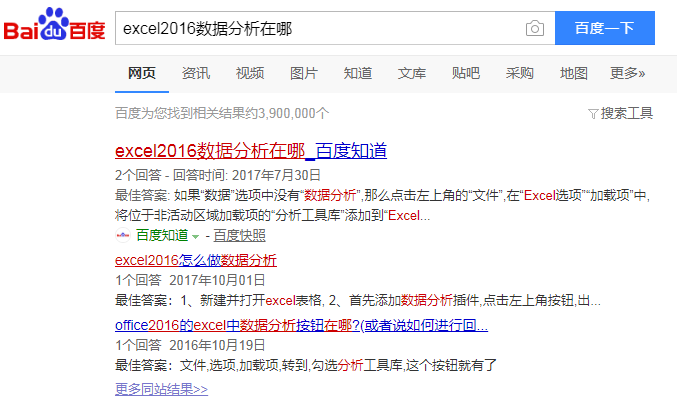 Bai du 百度 excel2016数据分析在哪 百度一下
网页 资讯 视频 图片 知道 文库 贴吧 采购 地图 更多»
百度为您找到相关结果约3,900,000个 搜索工具
excel2016数据分析在哪_百度知道
2个回答 - 回答时间: 2017年7月30日
最佳答案: 如果“数据”选项中没有“数据分析”,那么点击左上角的“文件”,在“Excel选项”“加载项”中,
将位于非活动区域加载项的“分析工具库”添加到“Excel...
百度知道 - 百度快照
excel2016怎么做数据分析
1个回答 2017年10月01日
最佳答案：1、新建并打开excel表格, 2、首先添加数据分析插件,点击左上角按钮,出...
office2016的excel中数据分析按钮在哪?(或者说如何进行回...
1个回答 2016年10月19日
最佳答案：文件,选项,加载项,转到,勾选分析工具库,这个按钮就有了
更多同站结果>>